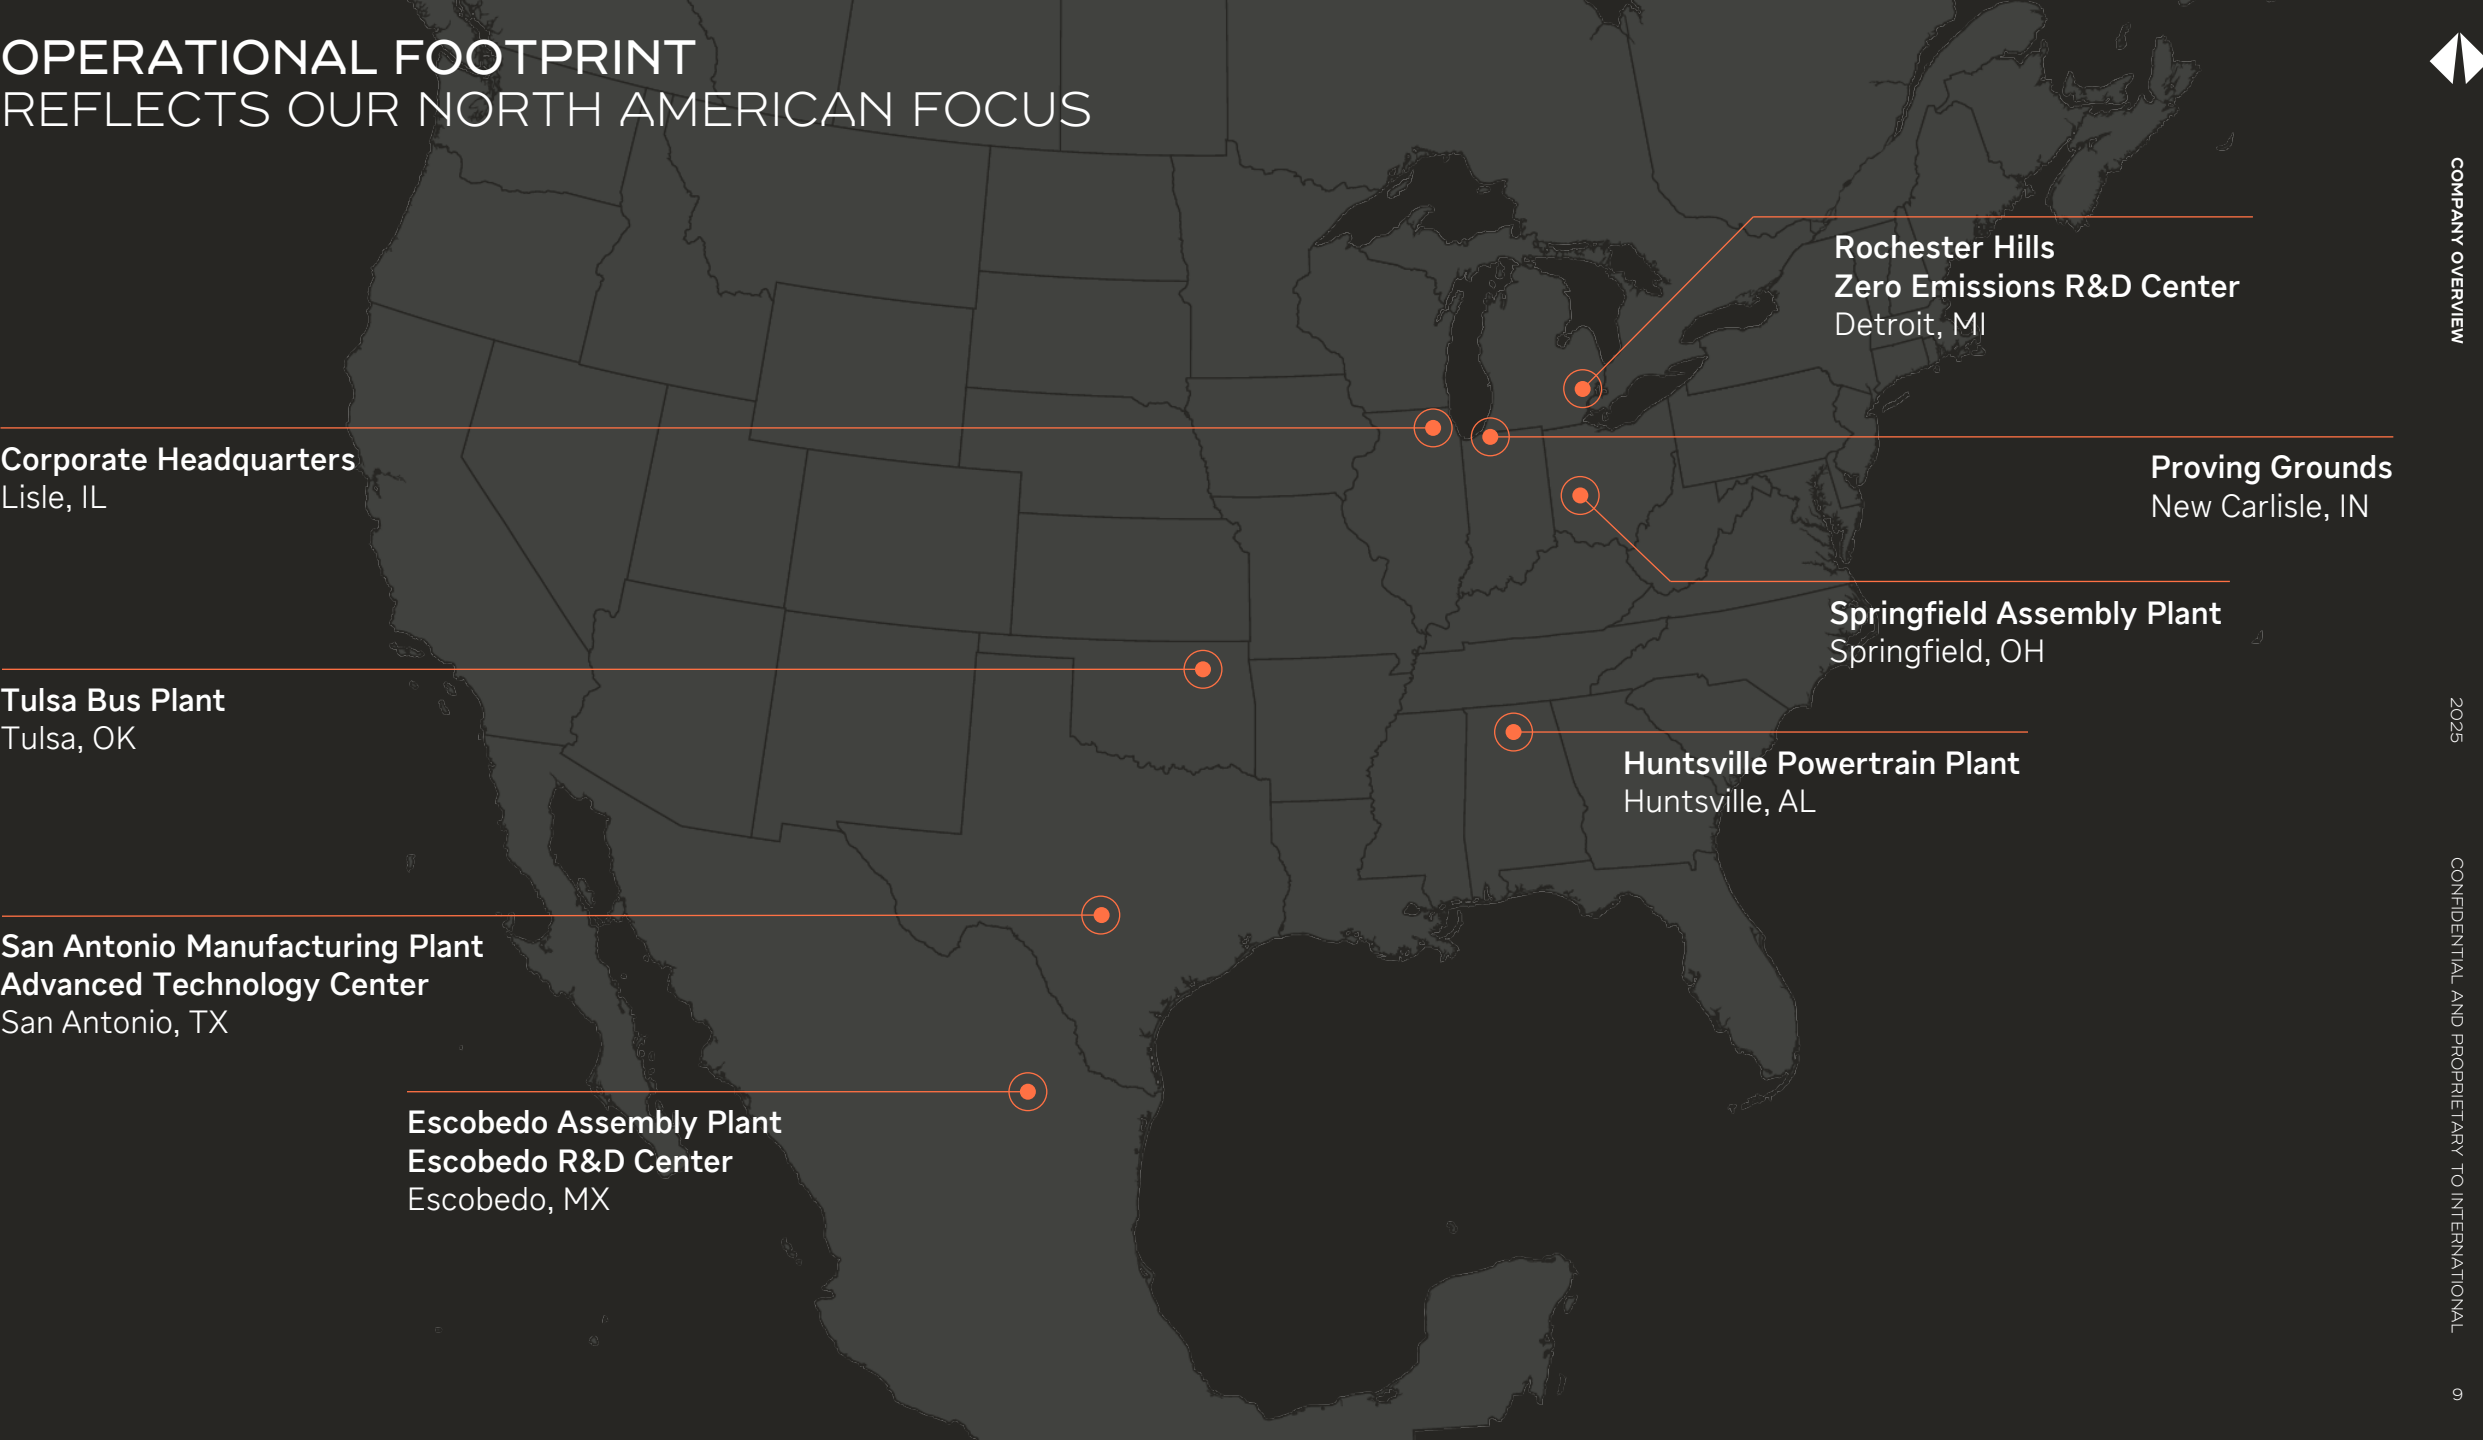 OPERATIONAL FOOTPRINT
REFLECTS OUR NORTH AMERICAN FOCUS
Rochester Hills
Zero Emissions R&D Center
Detroit, MI
Corporate Headquarters
Lisle, IL
Proving Grounds
New Carlisle, IN
Springfield Assembly Plant
Springfield, OH
Tulsa Bus Plant
Tulsa, OK
Huntsville Powertrain Plant
Huntsville, AL
San Antonio Manufacturing Plant
Advanced Technology Center
San Antonio, TX
Escobedo Assembly Plant
Escobedo R&D Center
Escobedo, MX
COMPANY OVERVIEW
2025
CONFIDENTIAL AND PROPRIETARY TO INTERNATIONAL
9